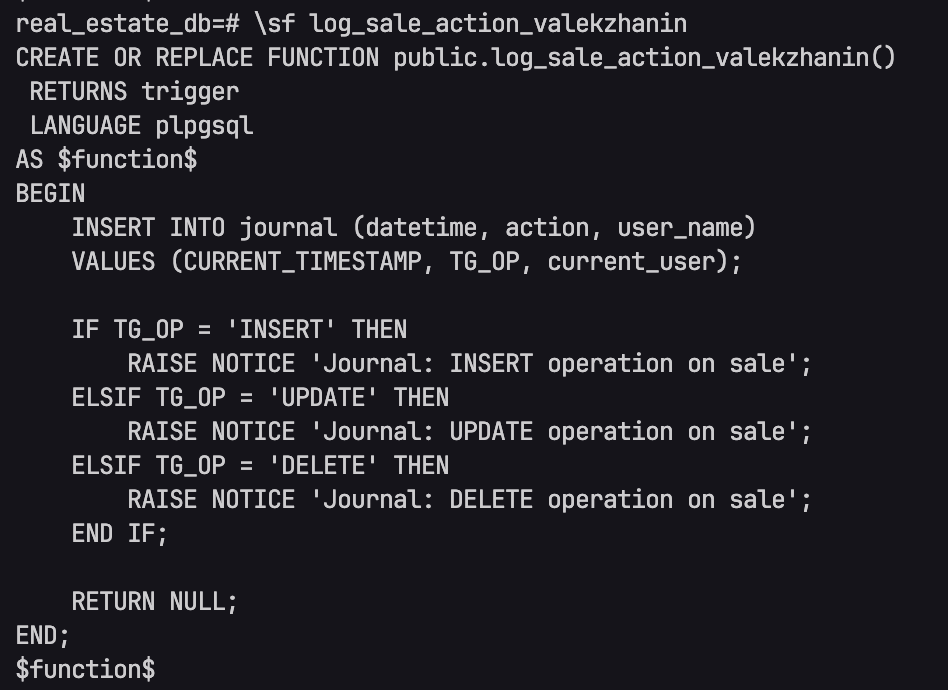 real_estate_db=# \sf log_sale_action_valekzhanin
CREATE OR REPLACE FUNCTION public.log_sale_action_valekzhanin()
 RETURNS trigger
 LANGUAGE plpgsql
AS $function$
BEGIN
    INSERT INTO journal (datetime, action, user_name)
    VALUES (CURRENT_TIMESTAMP, TG_OP, current_user);

    IF TG_OP = 'INSERT' THEN
        RAISE NOTICE 'Journal: INSERT operation on sale';
    ELSIF TG_OP = 'UPDATE' THEN
        RAISE NOTICE 'Journal: UPDATE operation on sale';
    ELSIF TG_OP = 'DELETE' THEN
        RAISE NOTICE 'Journal: DELETE operation on sale';
    END IF;

    RETURN NULL;
END;
$function$